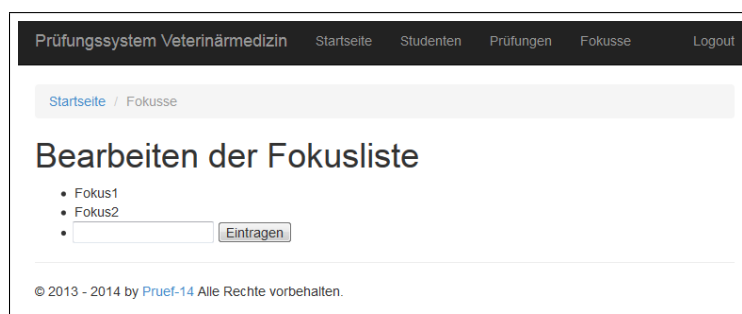 Prüfungssystem Veterinärmedizin Startseite Studenten Prüfungen Fokusse Logout
Startseite / Fokusse
Bearbeiten der Fokusliste
• Fokus1
• Fokus2
• Eintragen
© 2013 - 2014 by Pruef-14 Alle Rechte vorbehalten.